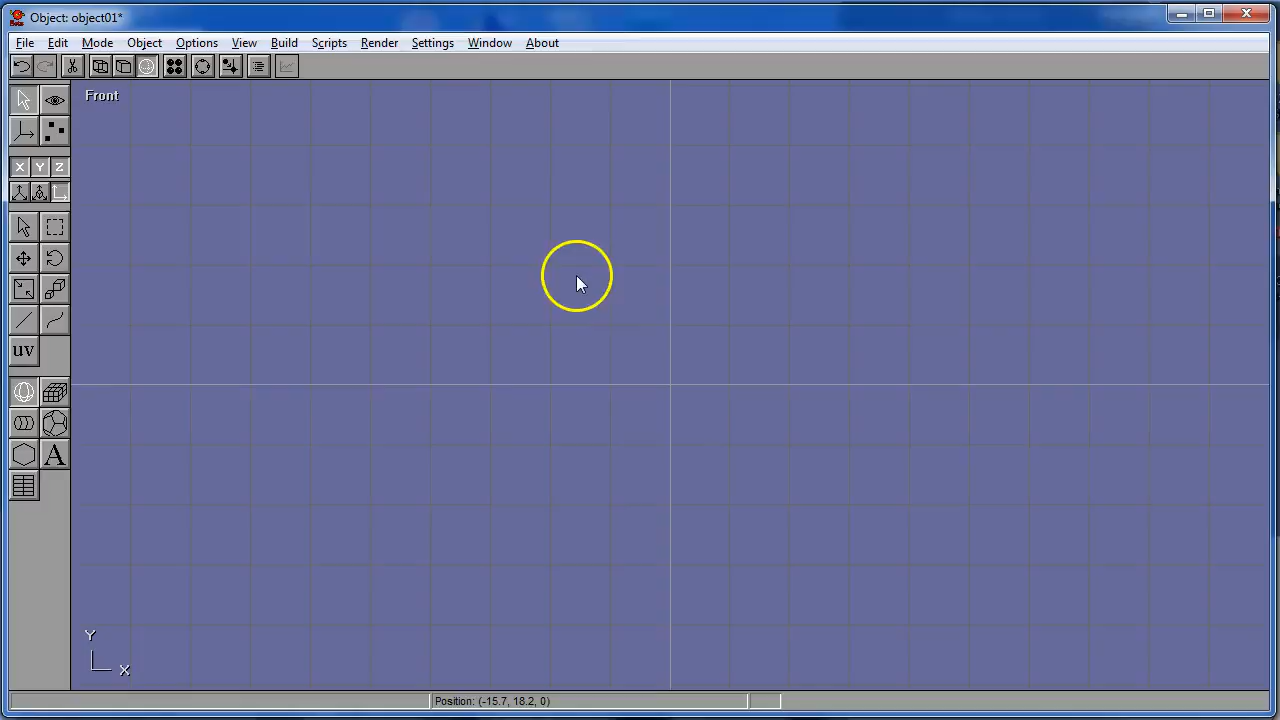 Object: object01*
File Edit Mode Object Options View Build Scripts Render Settings Window About
Front
X Y Z
uv
A
Y
X
Position: (-15.7, 18.2, 0)